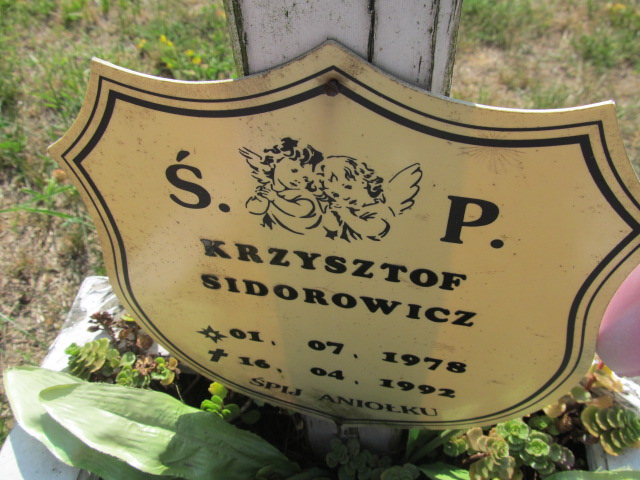 Ś. P.
KRZYSZTOF
SIDOROWICZ
01. 07. 1978
16. 04. 1992
ŚPIJ ANIOŁKU